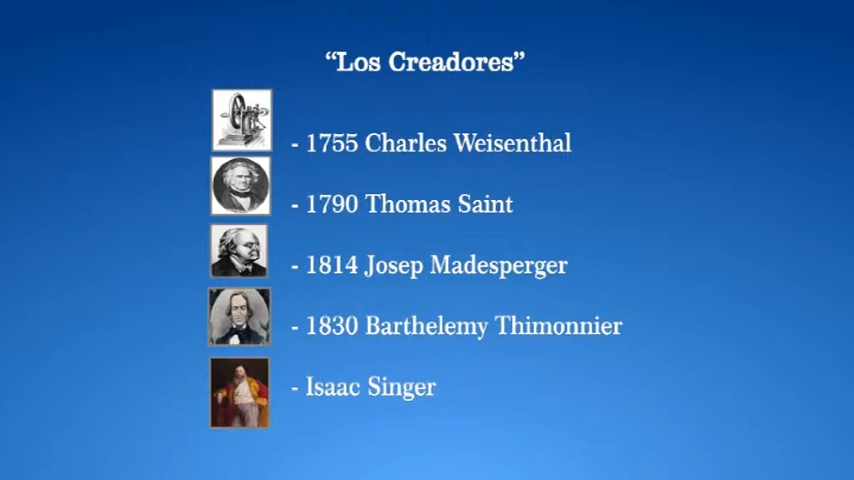 “Los Creadores”
- 1755 Charles Weisenthal
- 1790 Thomas Saint
- 1814 Josep Madesperger
- 1830 Barthelemy Thimonnier
- Isaac Singer